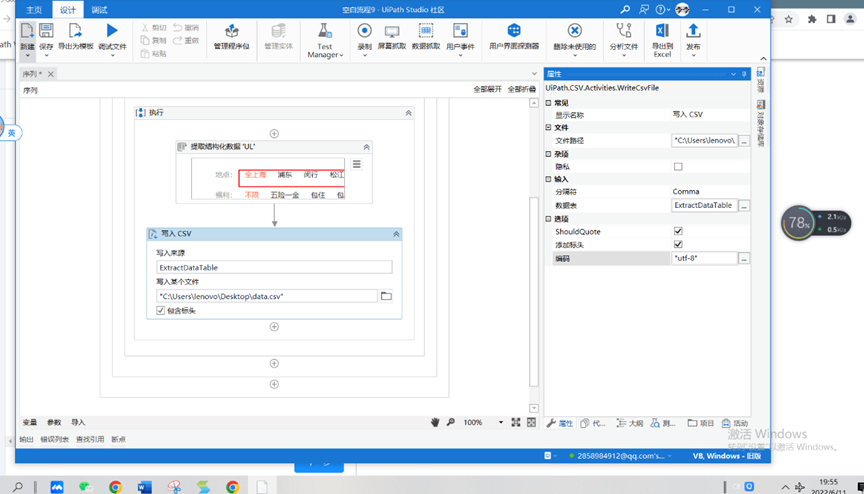 主页 设计 调试
空白流程9 - UiPath Studio 社区
新建 保存 导出为模板 调试文件
剪切 撤消
复制 重做
粘贴
管理程序包 管理实体 Test Manager 录制 屏幕抓取 数据抓取 用户事件 用户界面探测器 删除未使用的 分析文件 导出到 Excel 发布
序列 *
序列
全部展开 全部折叠
执行
提取结构化数据 'UL'
地点: 全上海 浦东 闵行 松江
福利: 不限 五险一金 包住 包
写入 CSV
写入来源
ExtractDataTable
写入某个文件
"C:\Users\lenovo\Desktop\data.csv"
包含标头
属性
UiPath.CSV.Activities.WriteCsvFile
常见
显示名称 写入 CSV
文件
文件路径 "C:\Users\lenovo\
杂项
隐私
输入
分隔符 Comma
数据表 ExtractDataTable
选项
ShouldQuote
添加标头
编码 "utf-8"
英
78%
2.1
0.5
变量 参数 导入
100%
属性 代... 大纲 测... 项目 活动
输出 错误列表 查找引用 断点
激活 Windows
2858984912@qq.com's...
VB, Windows - 旧版
19:55
2022/6/11